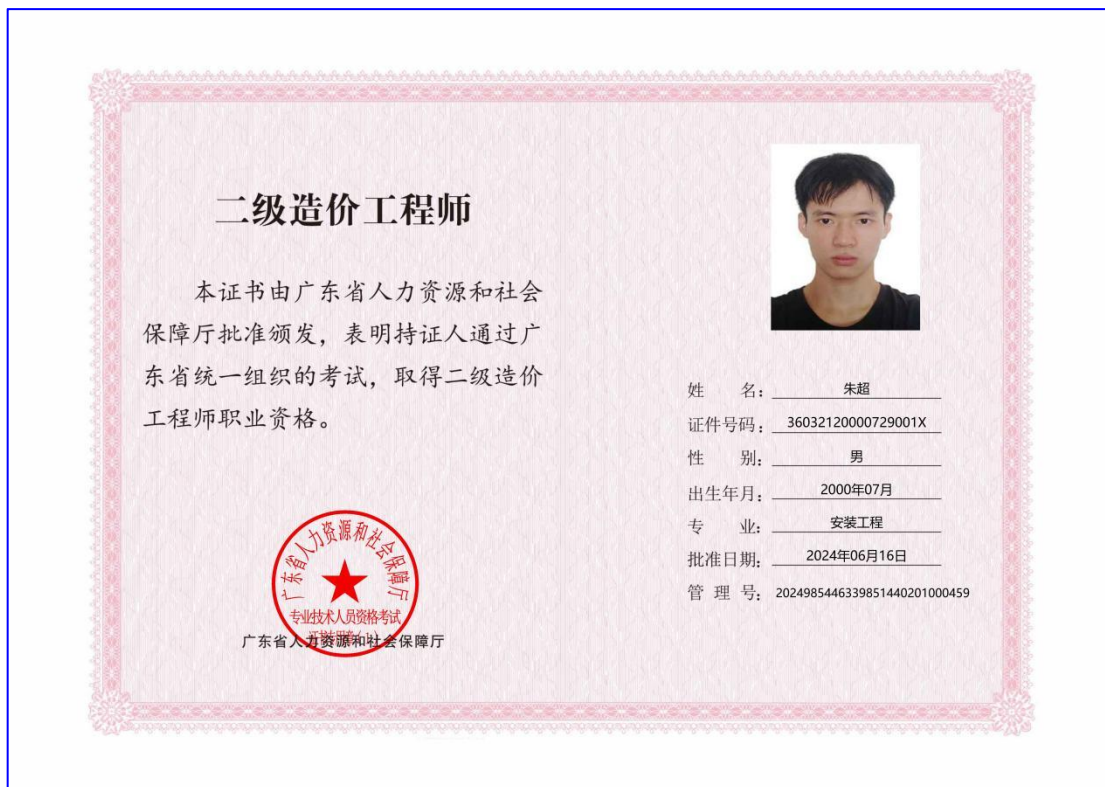 二级造价工程师
本证书由广东省人力资源和社会
保障厅批准颁发，表明持证人通过广
东省统一组织的考试，取得二级造价
工程师职业资格。
广东省人力资源和社会保障厅
专业技术人员资格考试
广东省人力资源和社会保障厅
姓 名：朱超
证件号码：36032120000729001X
性 别：男
出生年月：2000年07月
专 业：安装工程
批准日期：2024年06月16日
管 理 号：2024985446339851440201000459